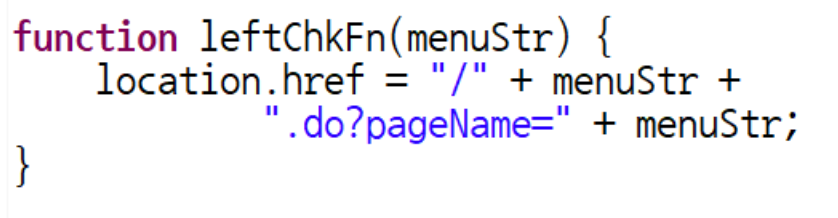 function leftChkFn(menuStr) {
    location.href = "/" + menuStr +
            ".do?pageName=" + menuStr;
}